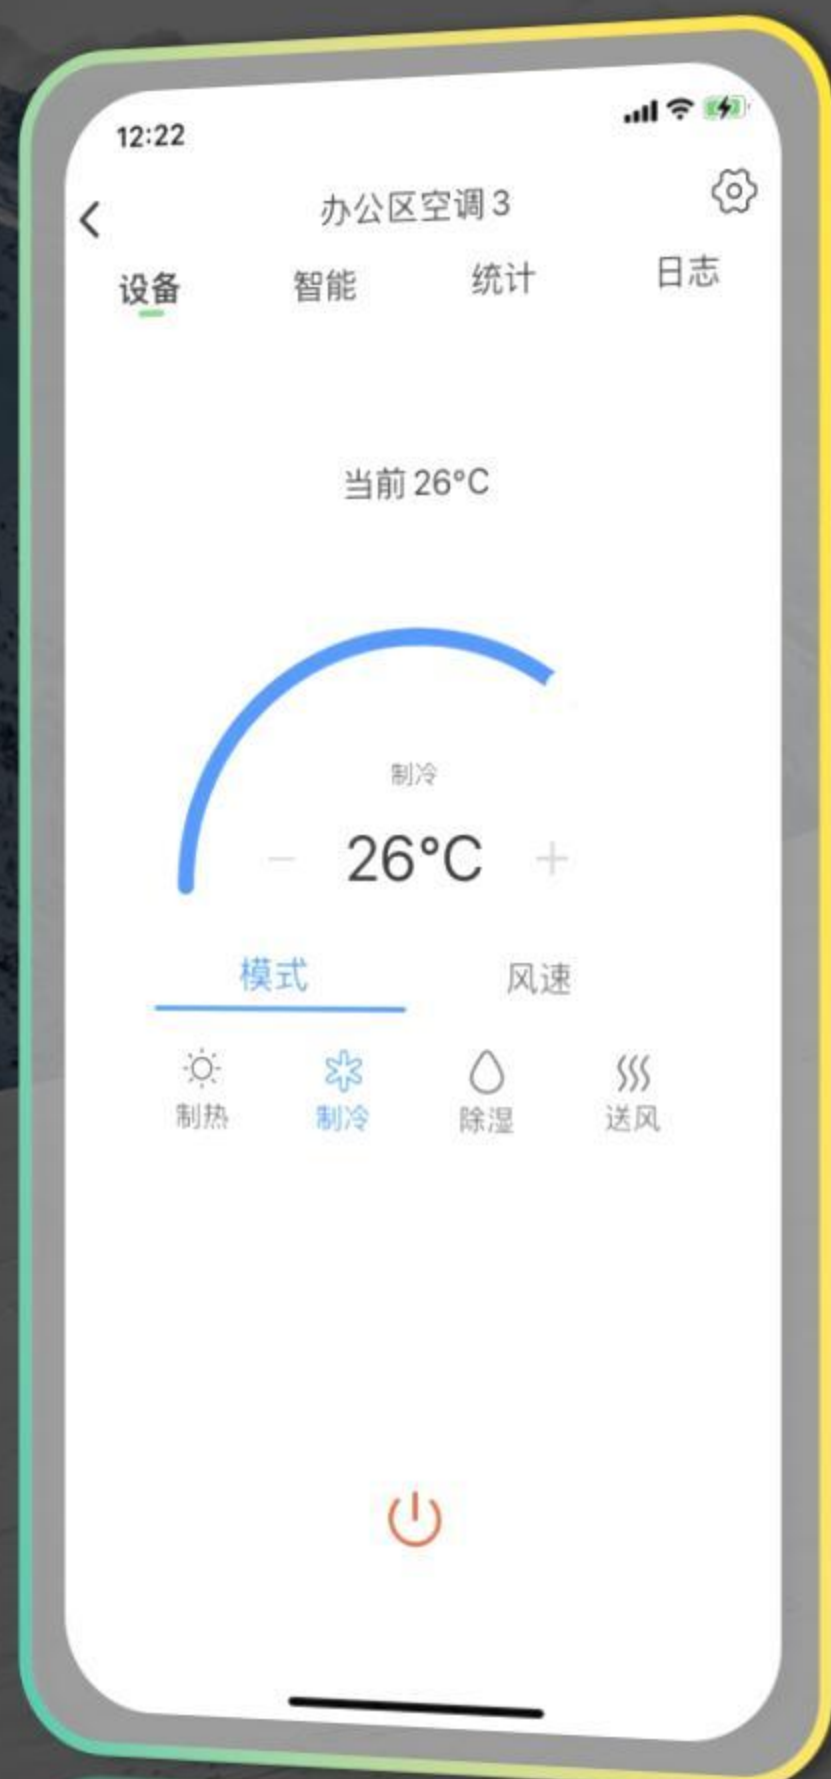 12:22
办公区空调3
设备 智能 统计 日志
当前 26°C
制冷
− 26°C +
模式 风速
制热 制冷 除湿 送风